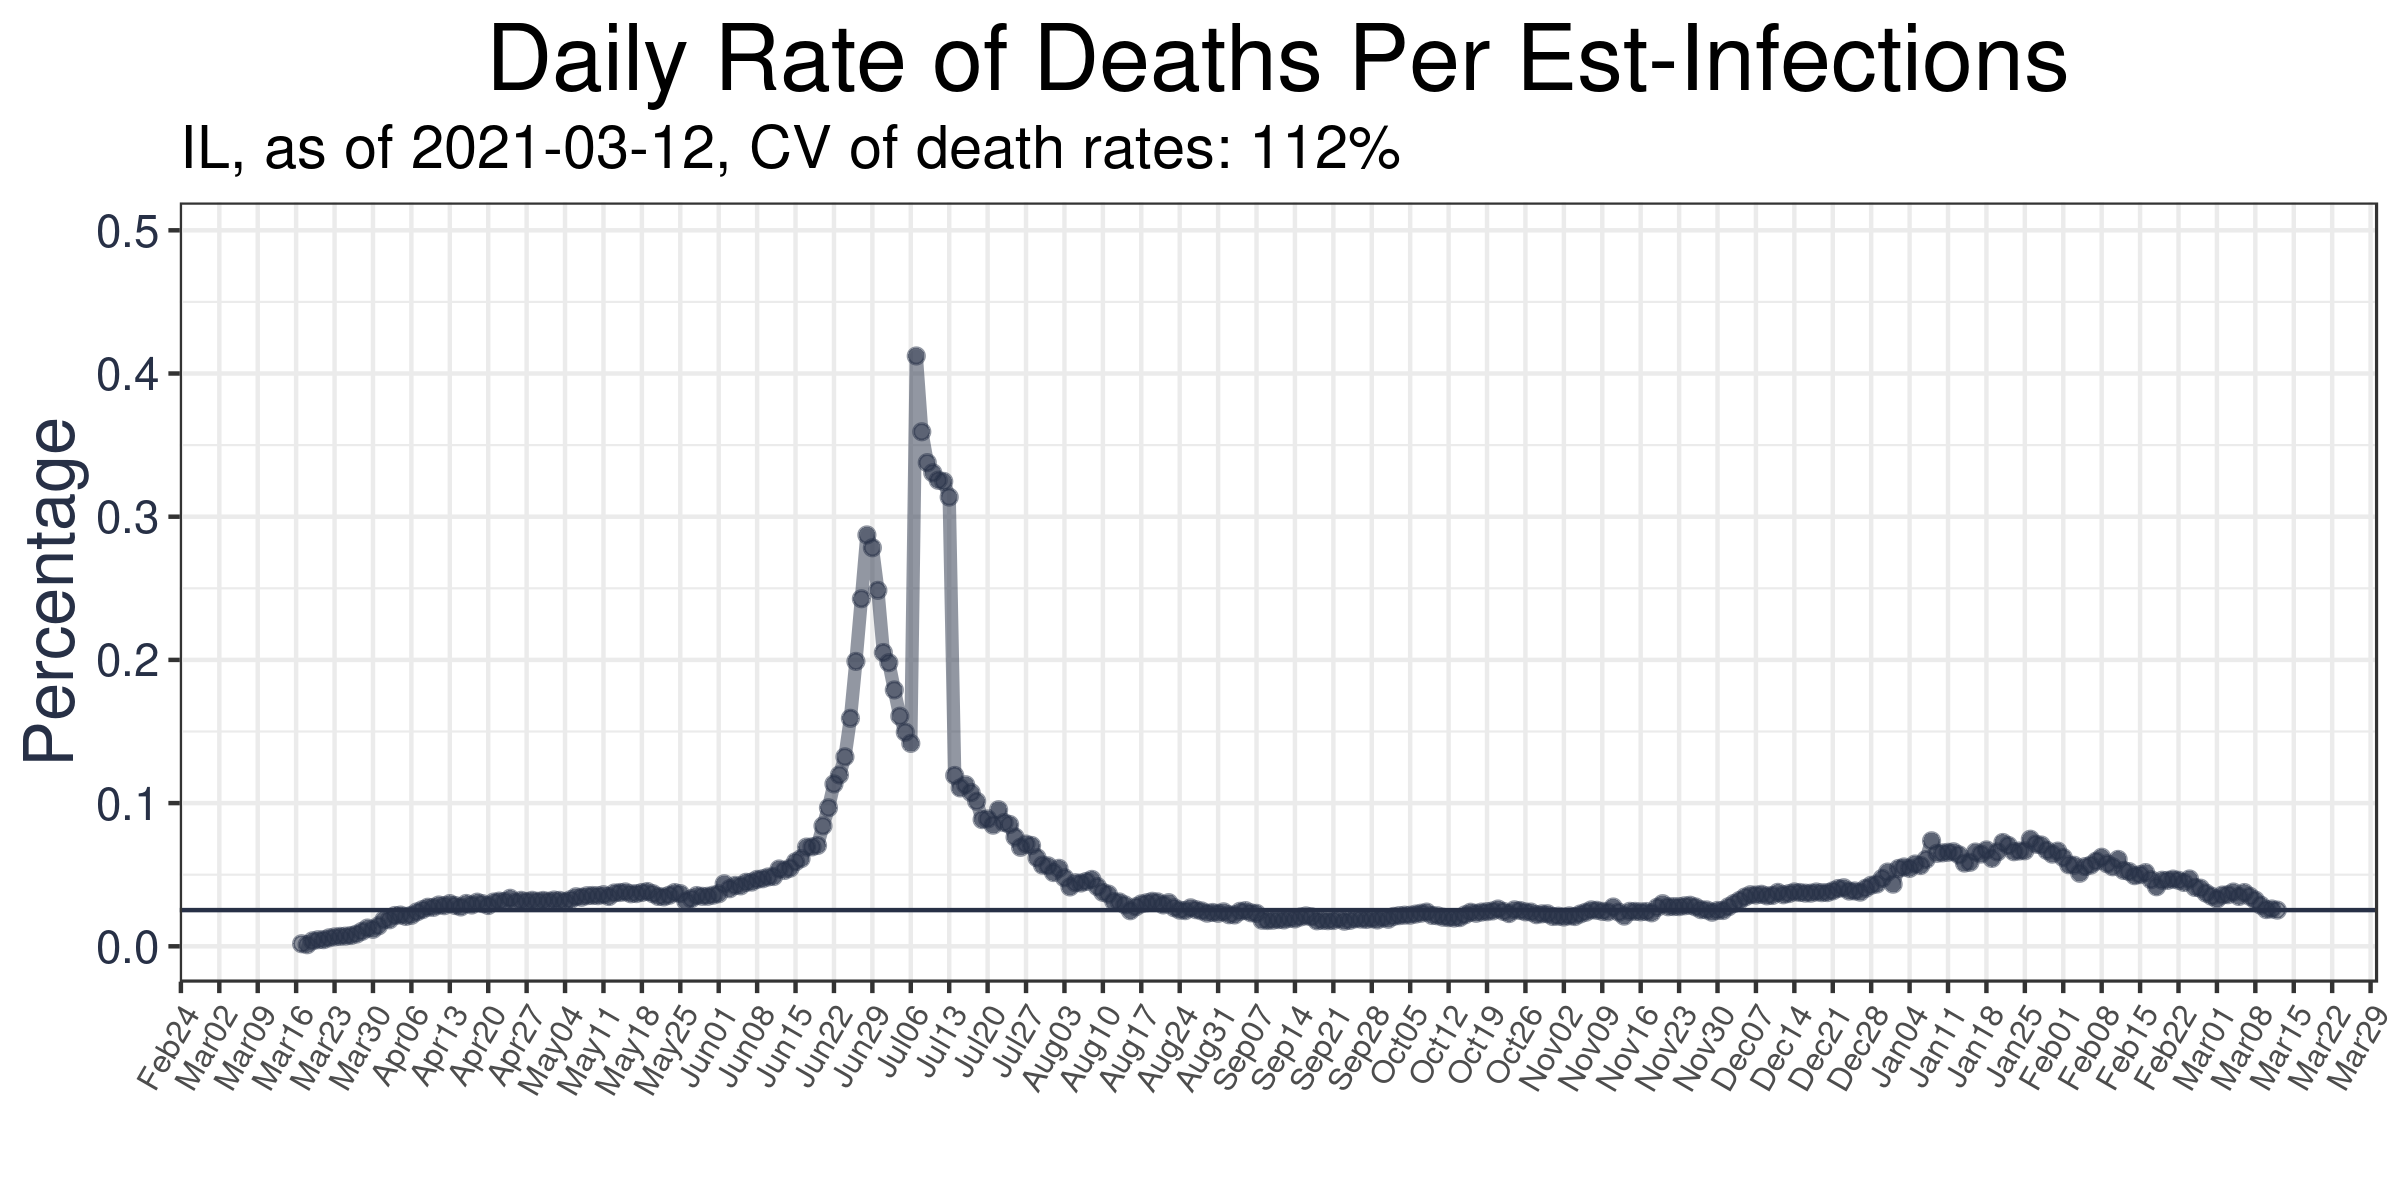 Daily Rate of Deaths Per Est-Infections
IL, as of 2021-03-12, CV of death rates: 112%
Percentage
0.5
0.4
0.3
0.2
0.1
0.0
Feb24
Mar02
Mar09
Mar16
Mar23
Mar30
Apr06
Apr13
Apr20
Apr27
May04
May11
May18
May25
Jun01
Jun08
Jun15
Jun22
Jun29
Jul06
Jul13
Jul20
Jul27
Aug03
Aug10
Aug17
Aug24
Aug31
Sep07
Sep14
Sep21
Sep28
Oct05
Oct12
Oct19
Oct26
Nov02
Nov09
Nov16
Nov23
Nov30
Dec07
Dec14
Dec21
Dec28
Jan04
Jan11
Jan18
Jan25
Feb01
Feb08
Feb15
Feb22
Mar01
Mar08
Mar15
Mar22
Mar29